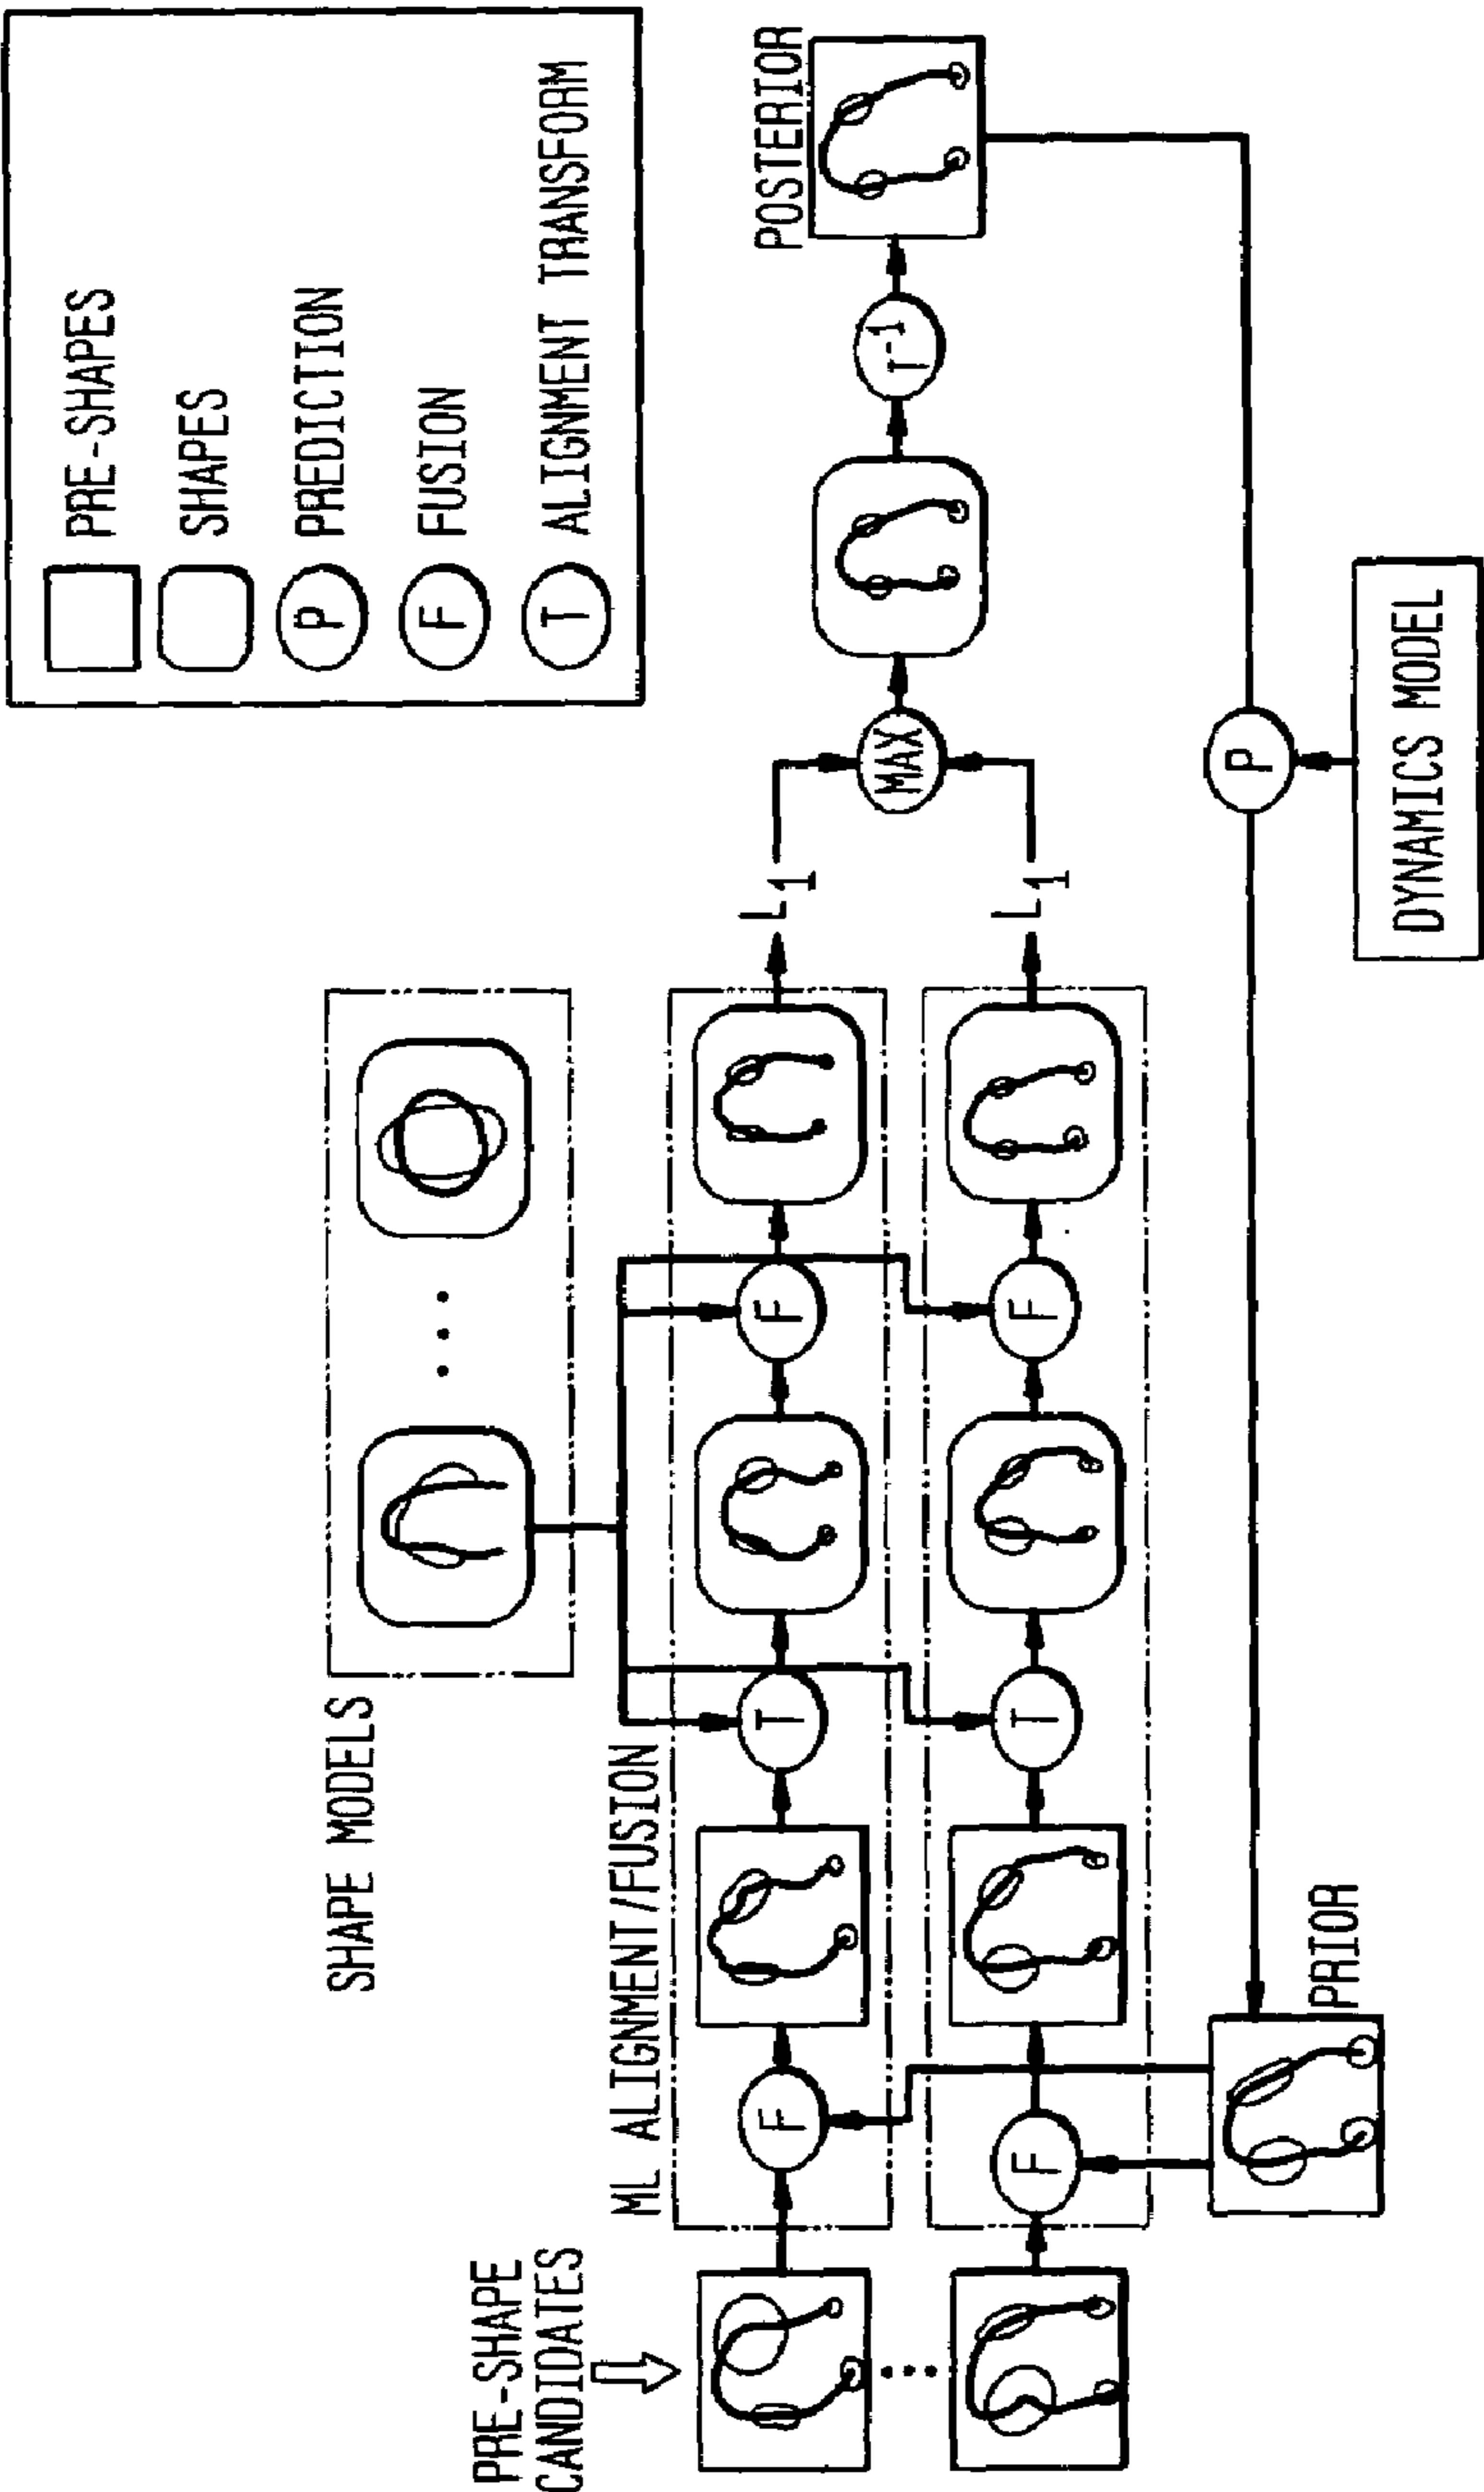 PRE-SHAPES
SHAPES
P PREDICTION
F FUSION
T ALIGNMENT TRANSFORM
SHAPE MODELS
ML ALIGNMENT/FUSION
PRE-SHAPE
CANDIDATES
F
T
F
L1
F
T
F
L1
MAX
T-1
POSTERIOR
PRIOR
P
DYNAMICS MODEL